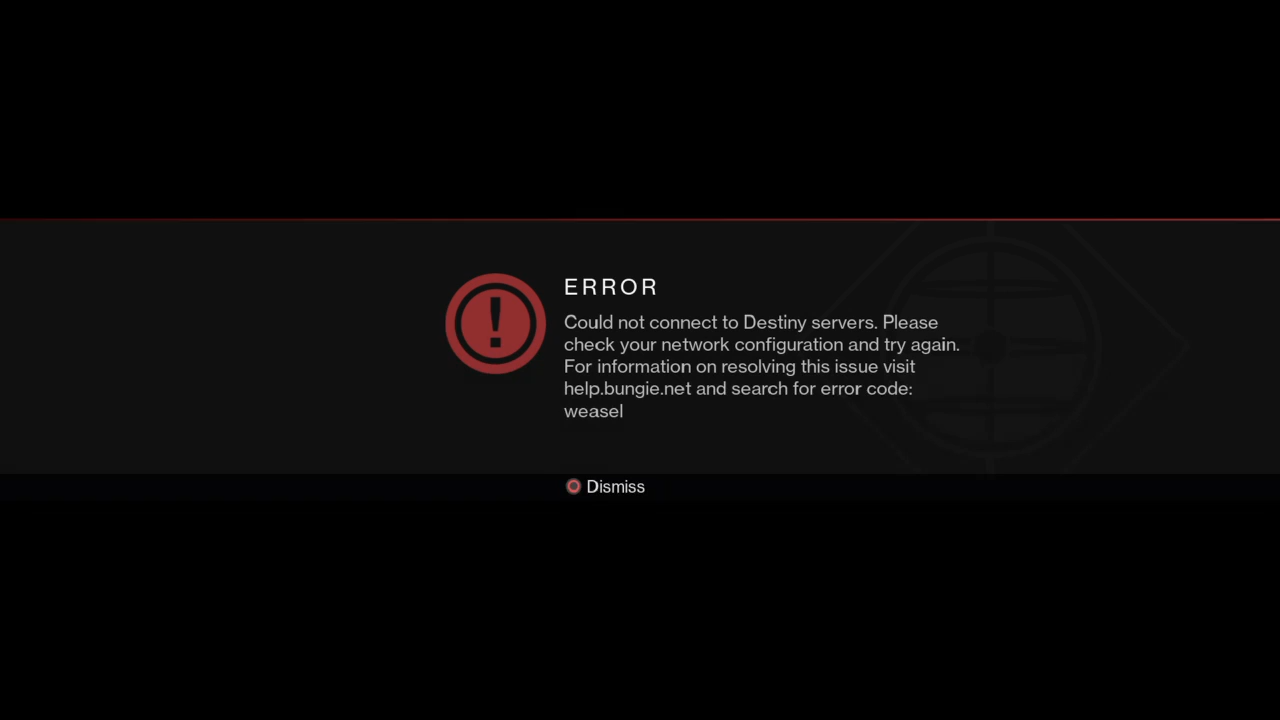 ERROR
Could not connect to Destiny servers. Please
check your network configuration and try again.
For information on resolving this issue visit
help.bungie.net and search for error code:
weasel
Dismiss